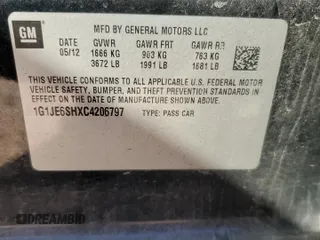 GM
MFD BY GENERAL MOTORS LLC
DATE GVWR GAWR FRT GAWR RR
05/12 1666 KG 903 KG 763 KG
3672 LB 1991 LB 1681 LB
THIS VEHICLE CONFORMS TO ALL APPLICABLE U.S. FEDERAL MOTOR
VEHICLE SAFETY, BUMPER, AND THEFT PREVENTION STANDARDS IN
EFFECT ON THE DATE OF MANUFACTURE SHOWN ABOVE.
1G1JE6SHXC4206797 TYPE: PASS CAR
DREAMBID